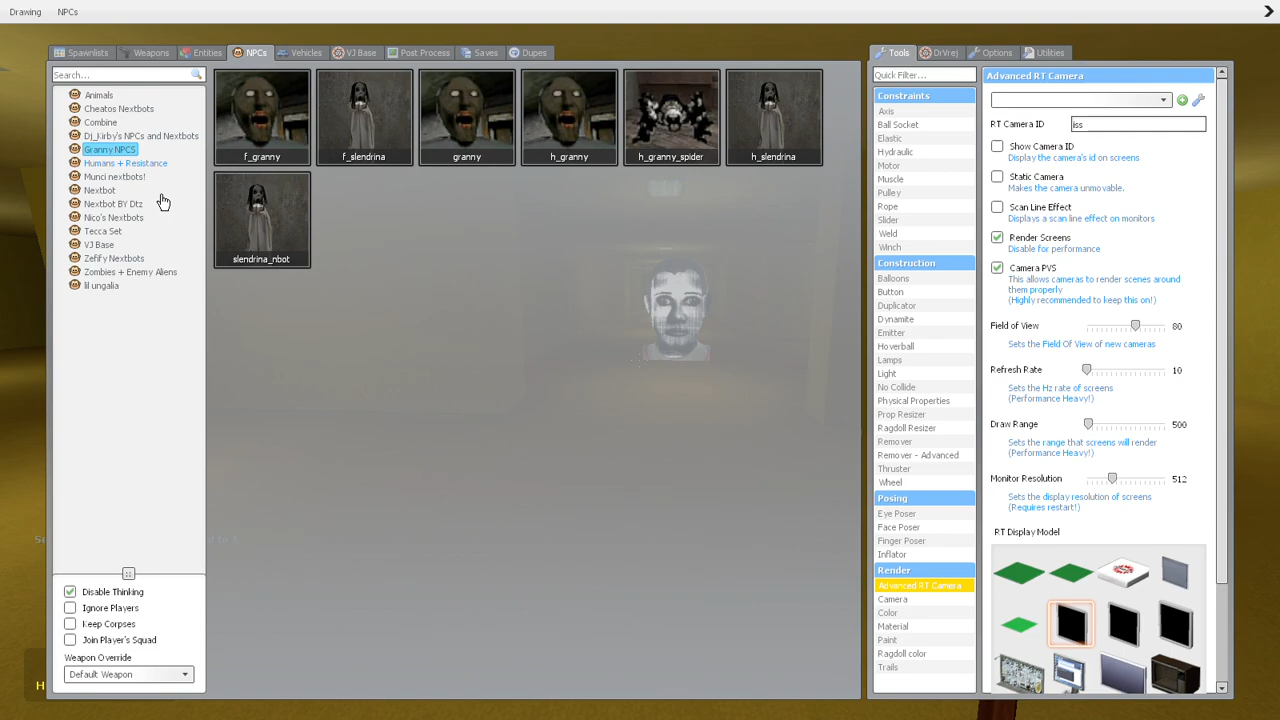 Drawing NPCs
Spawnlists Weapons Entities NPCs Vehicles VJ Base Post Process Saves Dupes
Search...
Animals
Cheatos Nextbots
Combine
Dj_Kirby's NPCs and Nextbots
Granny NPCS
Humans + Resistance
Munci nextbots!
Nextbot
Nextbot BY Dtz
Nico's Nextbots
Tecca Set
VJ Base
Zefify Nextbots
Zombies + Enemy Aliens
lil ungalia
f_granny
f_slendrina
granny
h_granny
h_granny_spider
h_slendrina
slendrina_nbot
Disable Thinking
Ignore Players
Keep Corpses
Join Player's Squad
Weapon Override
Default Weapon
Tools DrVrej Options Utilities
Quick Filter...
Constraints
Axis
Ball Socket
Elastic
Hydraulic
Motor
Muscle
Pulley
Rope
Slider
Weld
Winch
Construction
Balloons
Button
Duplicator
Dynamite
Emitter
Hoverball
Lamps
Light
No Collide
Physical Properties
Prop Resizer
Ragdoll Resizer
Remover
Remover - Advanced
Thruster
Wheel
Posing
Eye Poser
Face Poser
Finger Poser
Inflator
Render
Advanced RT Camera
Camera
Color
Material
Paint
Ragdoll color
Trails
Advanced RT Camera
RT Camera ID iss
Show Camera ID
Display the camera's id on screens
Static Camera
Makes the camera unmovable.
Scan Line Effect
Displays a scan line effect on monitors
Render Screens
Disable for performance
Camera PVS
This allows cameras to render scenes around
them properly
(Highly recommended to keep this on!)
Field of View 80
Sets the Field Of View of new cameras
Refresh Rate 10
Sets the Hz rate of screens
(Performance Heavy!)
Draw Range 500
Sets the range that screens will render
(Performance Heavy!)
Monitor Resolution 512
Sets the display resolution of screens
(Requires restart!)
RT Display Model